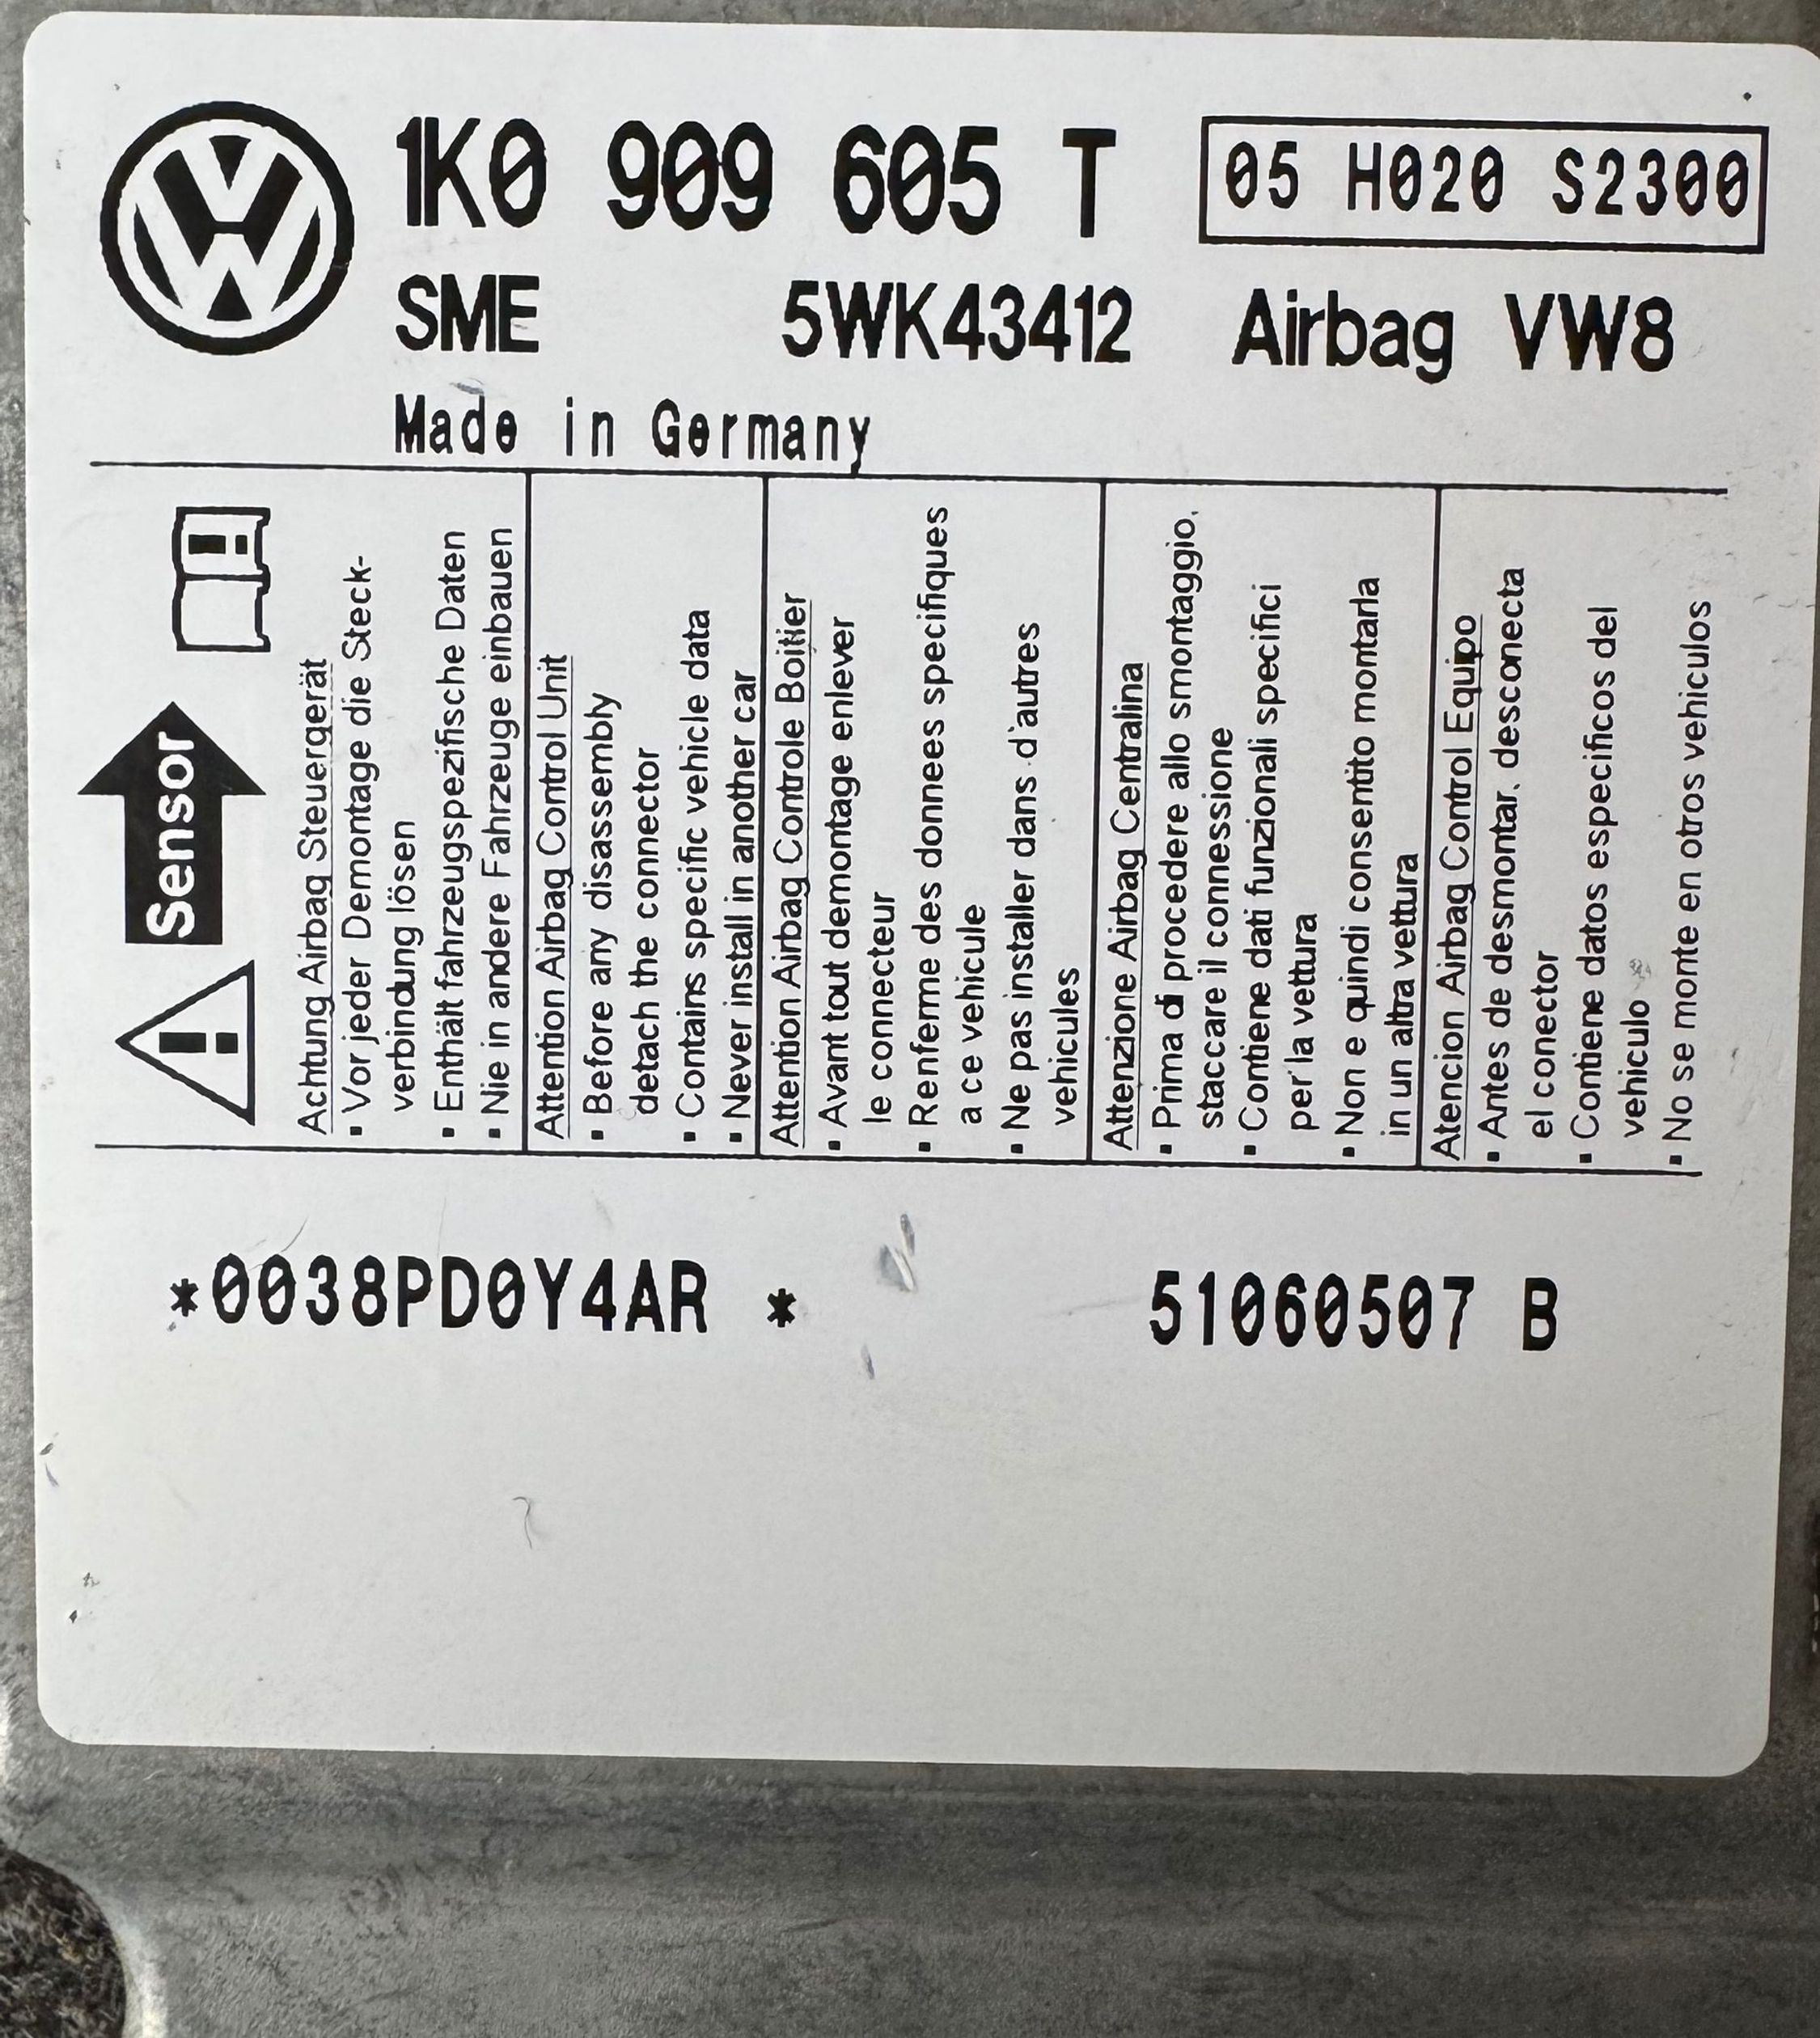 1K0 909 605 T 05 H020 S2300
SME 5WK43412 Airbag VW8
Made in Germany
Sensor
Achtung Airbag Steuergerät
▪ Vor jeder Demontage die Steck-
verbindung lösen
▪ Enthält fahrzeugspezifische Daten
▪ Nie in andere Fahrzeuge einbauen
Attention Airbag Control Unit
▪ Before any disassembly
detach the connector
▪ Contains specific vehicle data
▪ Never install in another car
Attention Airbag Controle Boitier
▪ Avant tout demontage enlever
le connecteur
▪ Renferme des donnees specifiques
a ce vehicule
▪ Ne pas installer dans d'autres
vehicules
Attenzione Airbag Centralina
▪ Prima di procedere allo smontaggio,
staccare il connessione
▪ Contiene dati funzionali specifici
per la vettura
▪ Non e quindi consentito montarla
in un altra vettura
Atencion Airbag Control Equipo
▪ Antes de desmontar, desconecta
el conector
▪ Contiene datos especificos del
vehiculo
▪ No se monte en otros vehiculos
*0038PD0Y4AR * 51060507 B